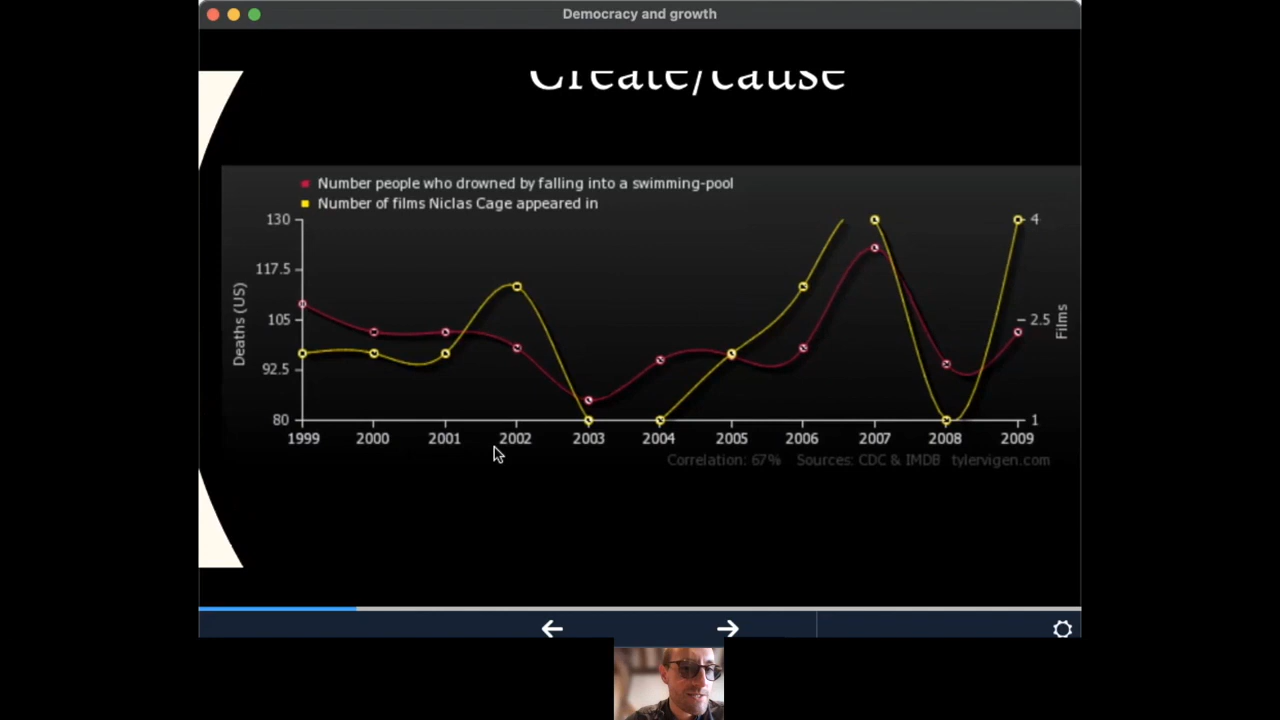 Democracy and growth
Create/cause
Number people who drowned by falling into a swimming-pool
Number of films Niclas Cage appeared in
130
117.5
105
92.5
80
Deaths (US)
4
2.5
1
Films
1999 2000 2001 2002 2003 2004 2005 2006 2007 2008 2009
Correlation: 67% Sources: CDC & IMDB tylervigen.com